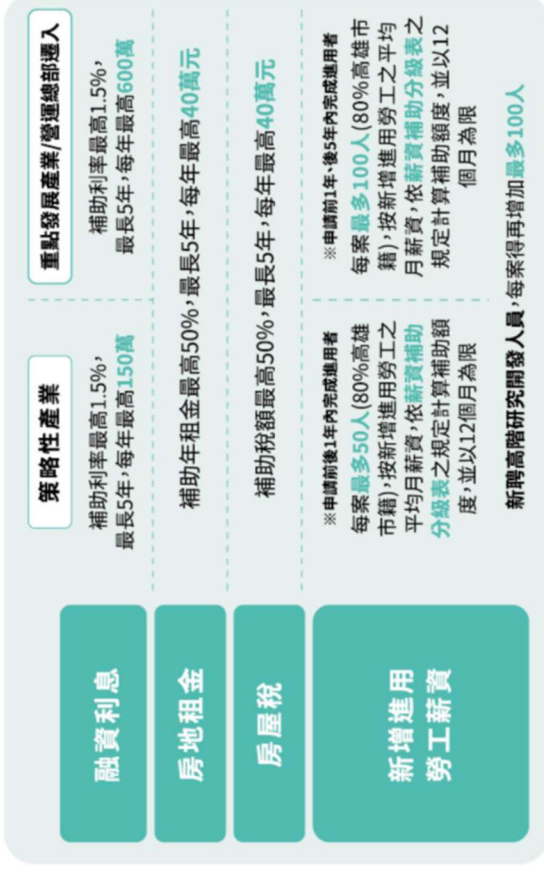 策略性產業
重點發展產業/營運總部遷入
融資利息
補助利率最高1.5%，
最長5年，每年最高150萬
補助利率最高1.5%，
最長5年，每年最高600萬
房地租金
補助年租金最高50%，最長5年，每年最高40萬元
房屋稅
補助稅額最高50%，最長5年，每年最高40萬元
新增進用
勞工薪資
※申請前後1年內完成進用者
每案最多50人(80%高雄
市籍)，按新增進用勞工之
平均月薪資，依薪資補助
分級表之規定計算補助額
度，並以12個月為限
※申請前1年、後5年內完成進用者
每案最多100人(80%高雄市
籍)，按新增進用勞工之平均
月薪資，依薪資補助分級表之
規定計算補助額度，並以12
個月為限
新聘高階研究開發人員，每案得再增加最多100人